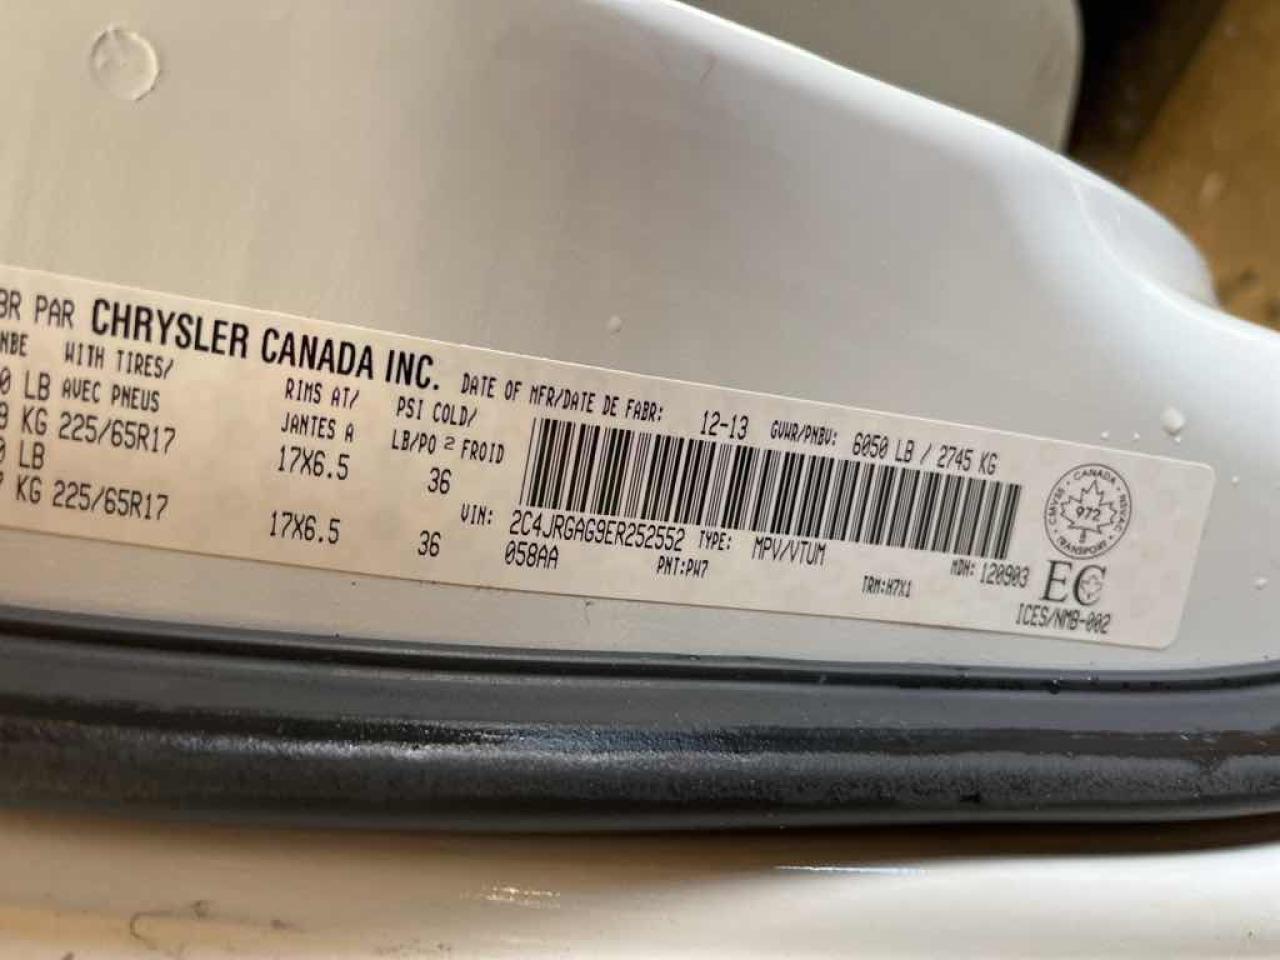 BR PAR CHRYSLER CANADA INC. DATE OF MFR/DATE DE FABR: 12-13 GVWR/PNBV: 6050 LB / 2745 KG
NBE WITH TIRES/ RIMS AT/ PSI COLD/
0 LB AVEC PNEUS JANTES A LB/PO 2 FROID
KG 225/65R17 17X6.5 36
LB
KG 225/65R17 17X6.5 36
VIN: 2C4JRGAG9ER252552 TYPE: MPV/VTUM MDH: 120903
058AA PNT:PW7 TRM:H7X1
CANADA
CMVSS NSVAC
972
TRANSPORT
EC
ICES/NMB-002